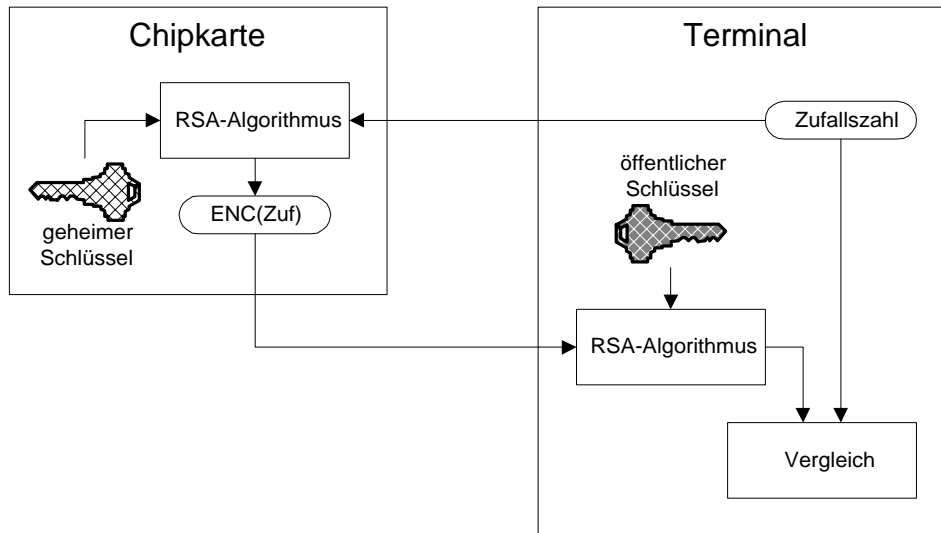 Chipkarte
RSA-Algorithmus
geheimer
Schlüssel
ENC(Zuf)
Terminal
Zufallszahl
öffentlicher
Schlüssel
RSA-Algorithmus
Vergleich